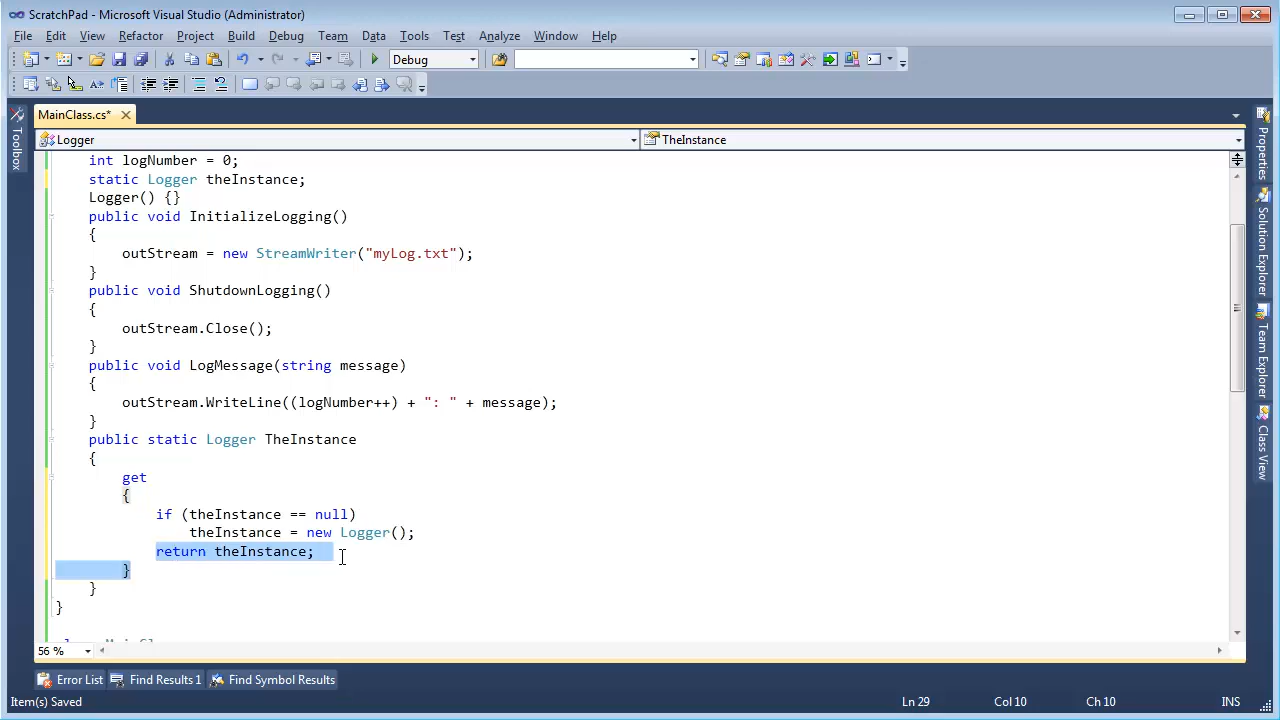 ScratchPad - Microsoft Visual Studio (Administrator)
File Edit View Refactor Project Build Debug Team Data Tools Test Analyze Window Help
Debug
MainClass.cs*
Logger TheInstance
Toolbox
int logNumber = 0;
static Logger theInstance;
Logger() {}
public void InitializeLogging()
{
outStream = new StreamWriter("myLog.txt");
}
public void ShutdownLogging()
{
outStream.Close();
}
public void LogMessage(string message)
{
outStream.WriteLine((logNumber++) + ": " + message);
}
public static Logger TheInstance
{
get
{
if (theInstance == null)
theInstance = new Logger();
return theInstance;
}
}
}
Properties
Solution Explorer
Team Explorer
Class View
56 %
Error List Find Results 1 Find Symbol Results
Item(s) Saved Ln 29 Col 10 Ch 10 INS